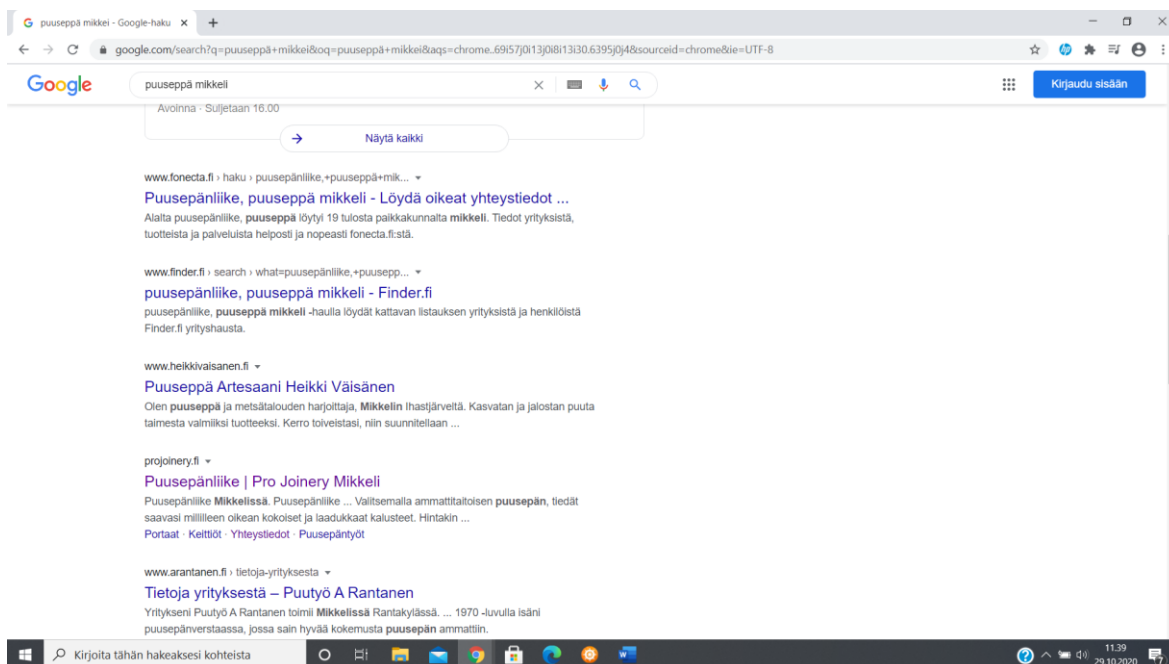 puuseppä mikkei - Google-haku
google.com/search?q=puuseppä+mikkei&oq=puuseppä+mikkei&aqs=chrome..69i57j0i13j0i8i13i30.6395j0j4&sourceid=chrome&ie=UTF-8
Google
puuseppä mikkeli
Kirjaudu sisään
Avoinna · Suljetaan 16.00
Näytä kaikki
www.fonecta.fi › haku › puusepänliike,+puuseppä+mik...
Puusepänliike, puuseppä mikkeli - Löydä oikeat yhteystiedot ...
Alalta puusepänliike, puuseppä löytyi 19 tulosta paikkakunnalta mikkeli. Tiedot yrityksistä,
tuotteista ja palveluista helposti ja nopeasti fonecta.fi:stä.
www.finder.fi › search › what=puusepänliike,+puusepp...
puusepänliike, puuseppä mikkeli - Finder.fi
puusepänliike, puuseppä mikkeli -haulla löydät kattavan listauksen yrityksistä ja henkilöistä
Finder.fi yrityshausta.
www.heikkivaisanen.fi
Puuseppä Artesaani Heikki Väisänen
Olen puuseppä ja metsätalouden harjoittaja, Mikkelin Ihastjärveltä. Kasvatan ja jalostan puuta
taimesta valmiiksi tuotteeksi. Kerro toiveistasi, niin suunnitellaan ...
projoinery.fi
Puusepänliike | Pro Joinery Mikkeli
Puusepänliike Mikkelissä. Puusepänliike ... Valitsemalla ammattitaitoisen puusepän, tiedät
saavasi millilleen oikean kokoiset ja laadukkaat kalusteet. Hintakin ...
Portaat · Keittiöt · Yhteystiedot · Puusepäntyöt
www.arantanen.fi › tietoja-yrityksesta
Tietoja yrityksestä – Puutyö A Rantanen
Yritykseni Puutyö A Rantanen toimii Mikkelissä Rantakylässä. ... 1970 -luvulla isäni
puusepänverstaassa, jossa sain hyvää kokemusta puusepän ammattiin.
Kirjoita tähän hakeaksesi kohteista
11.39
29.10.2020